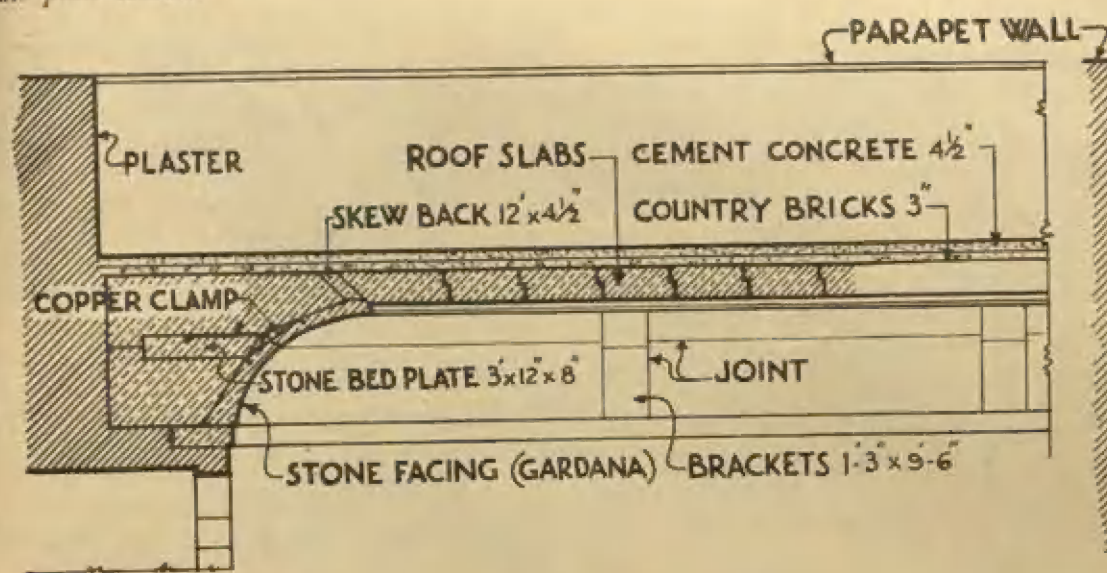 PARAPET WALL
PLASTER
ROOF SLABS
CEMENT CONCRETE 4½"
SKEW BACK 12'x4½"
COUNTRY BRICKS 3"
COPPER CLAMP
STONE BED PLATE 3'x12"x8"
JOINT
STONE FACING (GARDANA)
BRACKETS 1'-3"x9'-6"